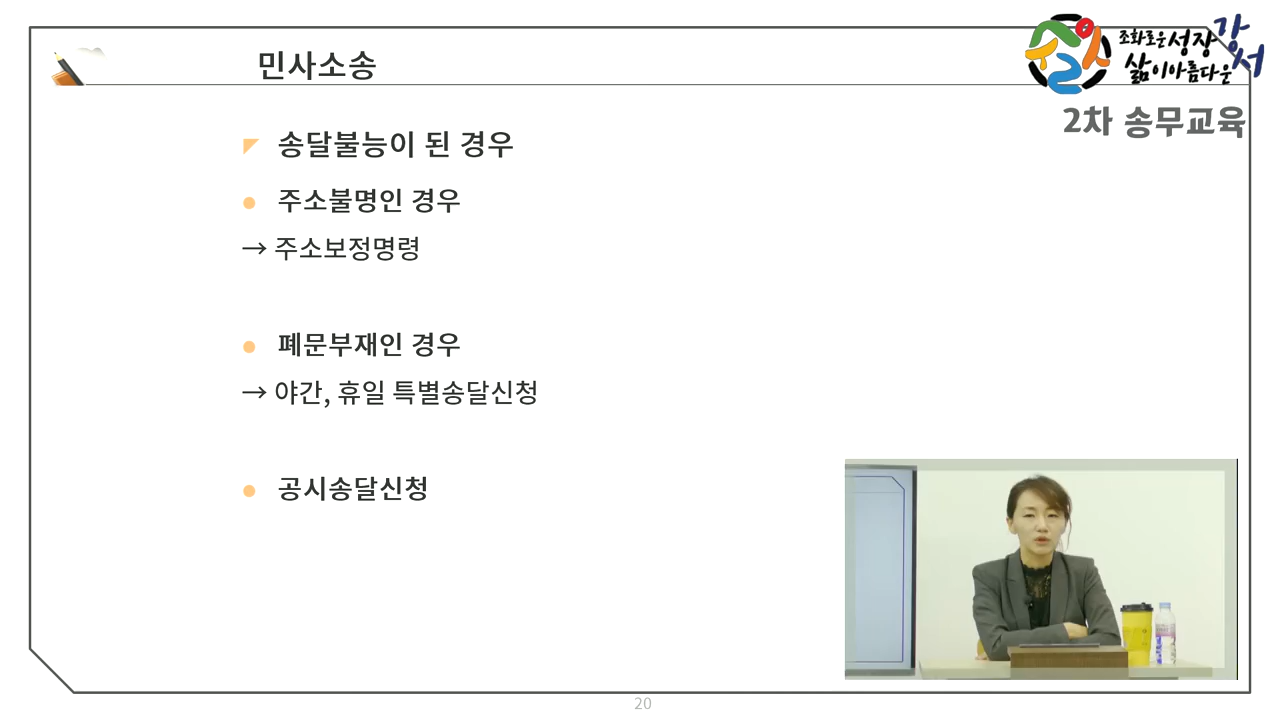 민사소송
조화로운 성장 강서
삶이 아름다운
2차 송무교육
송달불능이 된 경우
주소불명인 경우
→ 주소보정명령
폐문부재인 경우
→ 야간, 휴일 특별송달신청
공시송달신청
20